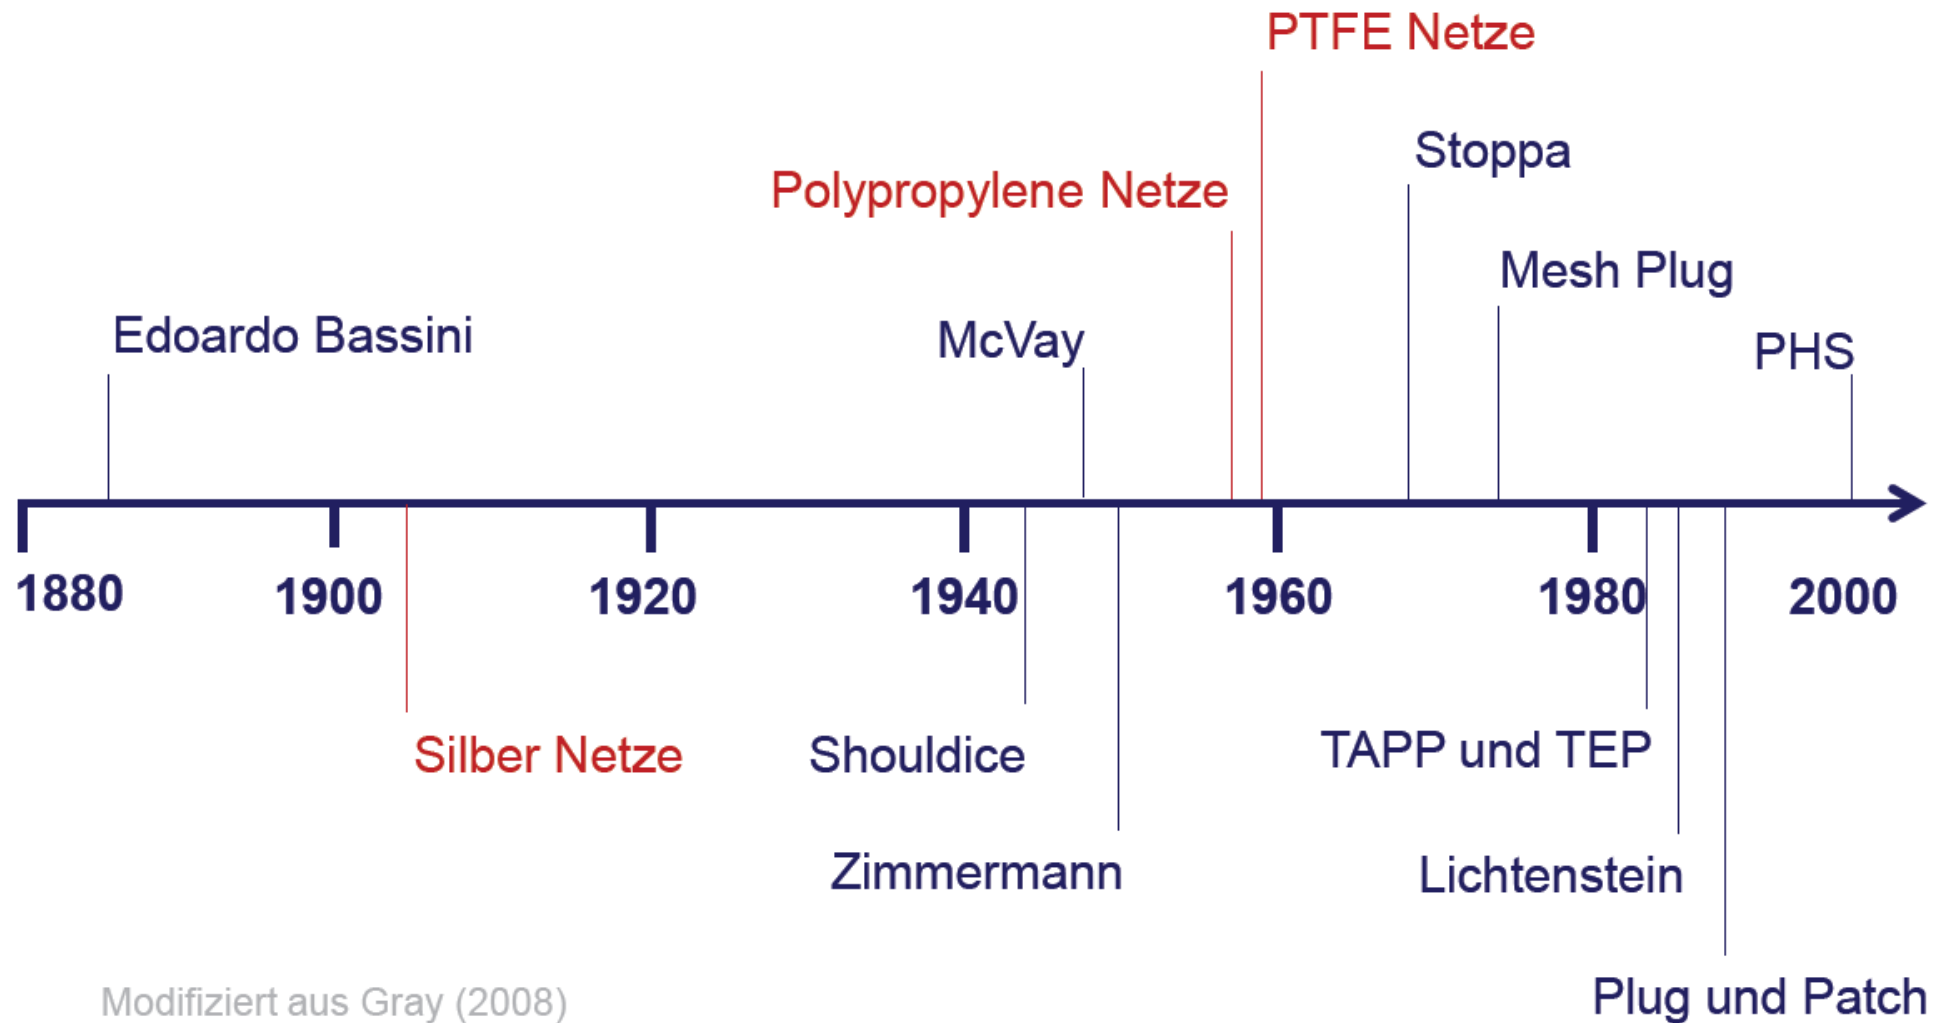 PTFE Netze
Stoppa
Polypropylene Netze
Mesh Plug
Edoardo Bassini
McVay
PHS
1880 1900 1920 1940 1960 1980 2000
Silber Netze
Shouldice
TAPP und TEP
Zimmermann
Lichtenstein
Plug und Patch
Modifiziert aus Gray (2008)